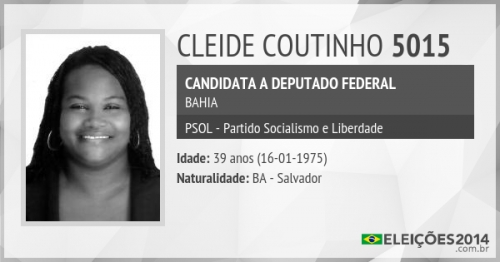 CLEIDE COUTINHO 5015
CANDIDATA A DEPUTADO FEDERAL
BAHIA
PSOL - Partido Socialismo e Liberdade
Idade: 39 anos (16-01-1975)
Naturalidade: BA - Salvador
ELEIÇÕES2014
.com.br